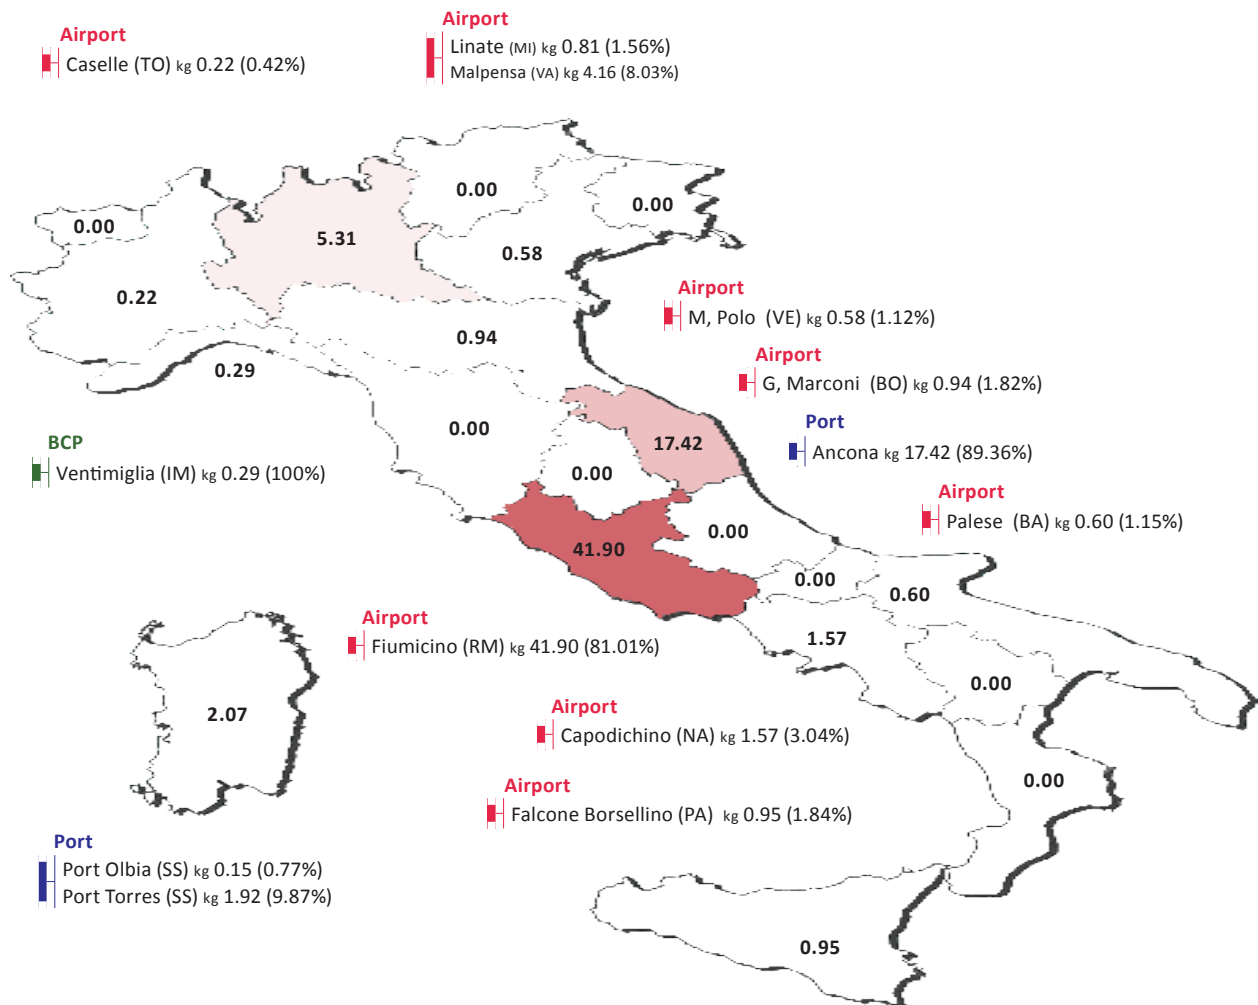 Airport
Caselle (TO) kg 0.22 (0.42%)
Airport
Linate (MI) kg 0.81 (1.56%)
Malpensa (VA) kg 4.16 (8.03%)
0.00
0.00
0.00
5.31
0.58
0.22
Airport
M, Polo (VE) kg 0.58 (1.12%)
0.94
0.29
Airport
G, Marconi (BO) kg 0.94 (1.82%)
0.00
17.42
Port
Ancona kg 17.42 (89.36%)
BCP
Ventimiglia (IM) kg 0.29 (100%)
0.00
Airport
Palese (BA) kg 0.60 (1.15%)
0.00
41.90
0.00
0.60
Airport
Fiumicino (RM) kg 41.90 (81.01%)
1.57
0.00
2.07
Airport
Capodichino (NA) kg 1.57 (3.04%)
0.00
Airport
Falcone Borsellino (PA) kg 0.95 (1.84%)
Port
Port Olbia (SS) kg 0.15 (0.77%)
Port Torres (SS) kg 1.92 (9.87%)
0.95